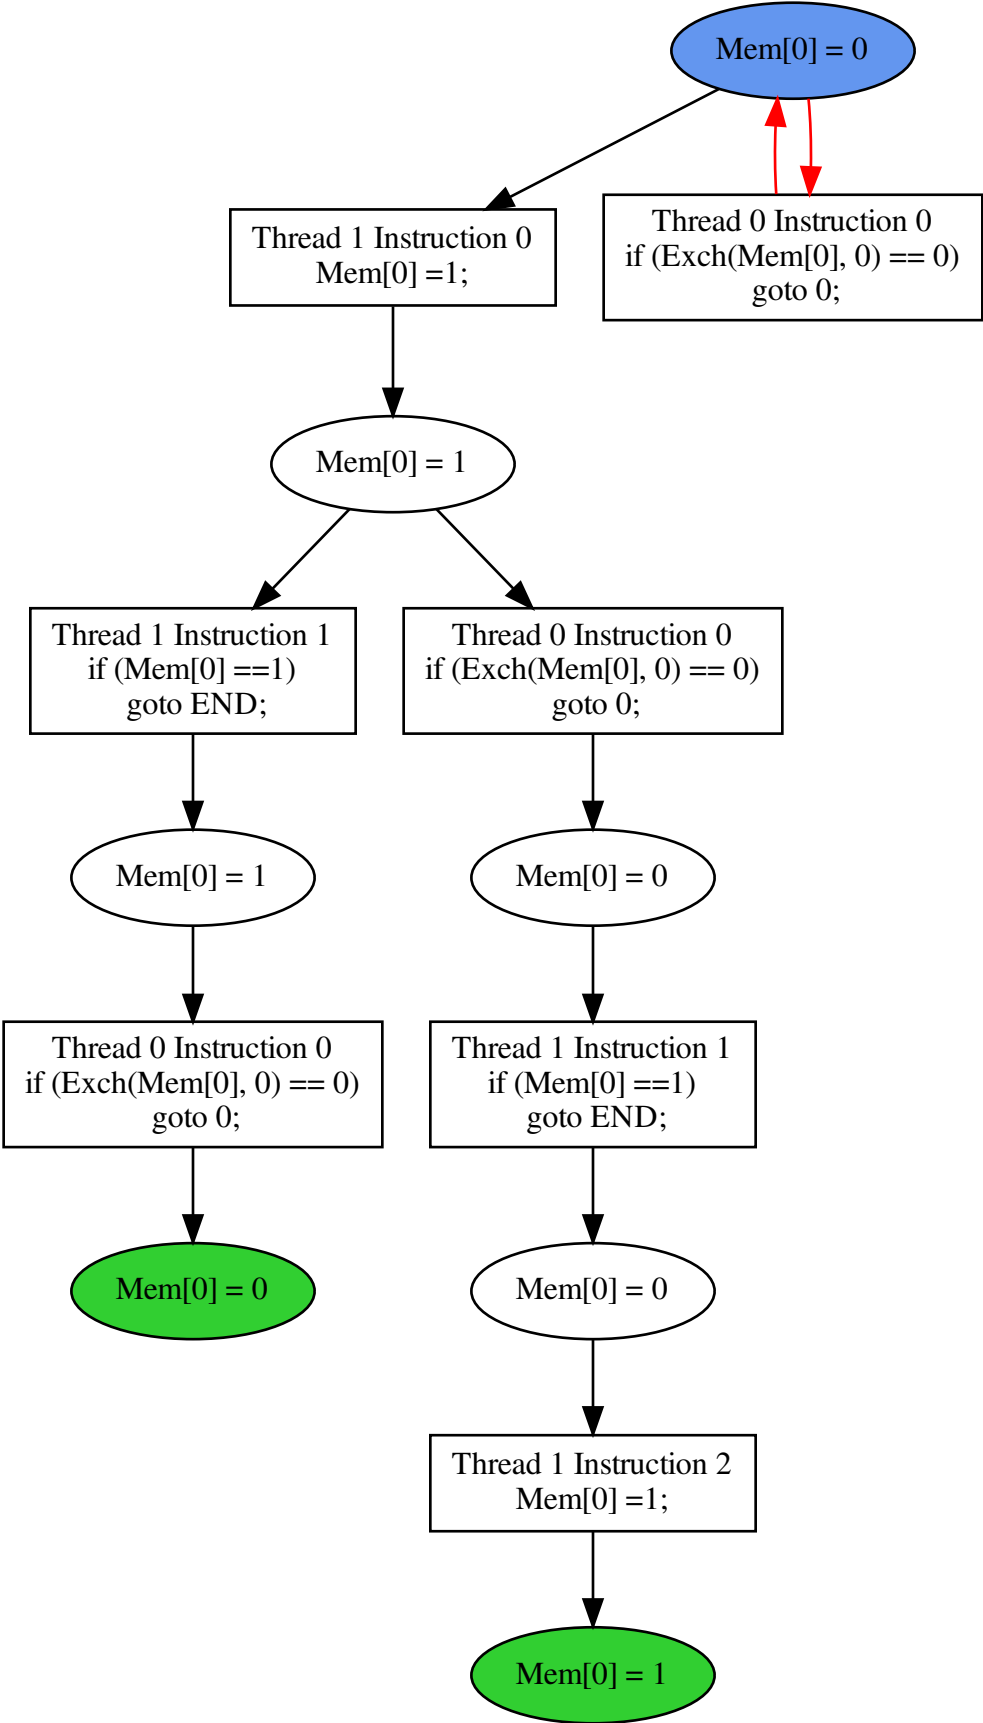 Mem[0] = 0
Thread 1 Instruction 0
Mem[0] =1;
Thread 0 Instruction 0
if (Exch(Mem[0], 0) == 0)
goto 0;
Mem[0] = 1
Thread 1 Instruction 1
if (Mem[0] ==1)
goto END;
Thread 0 Instruction 0
if (Exch(Mem[0], 0) == 0)
goto 0;
Mem[0] = 1
Mem[0] = 0
Thread 0 Instruction 0
if (Exch(Mem[0], 0) == 0)
goto 0;
Thread 1 Instruction 1
if (Mem[0] ==1)
goto END;
Mem[0] = 0
Mem[0] = 0
Thread 1 Instruction 2
Mem[0] =1;
Mem[0] = 1